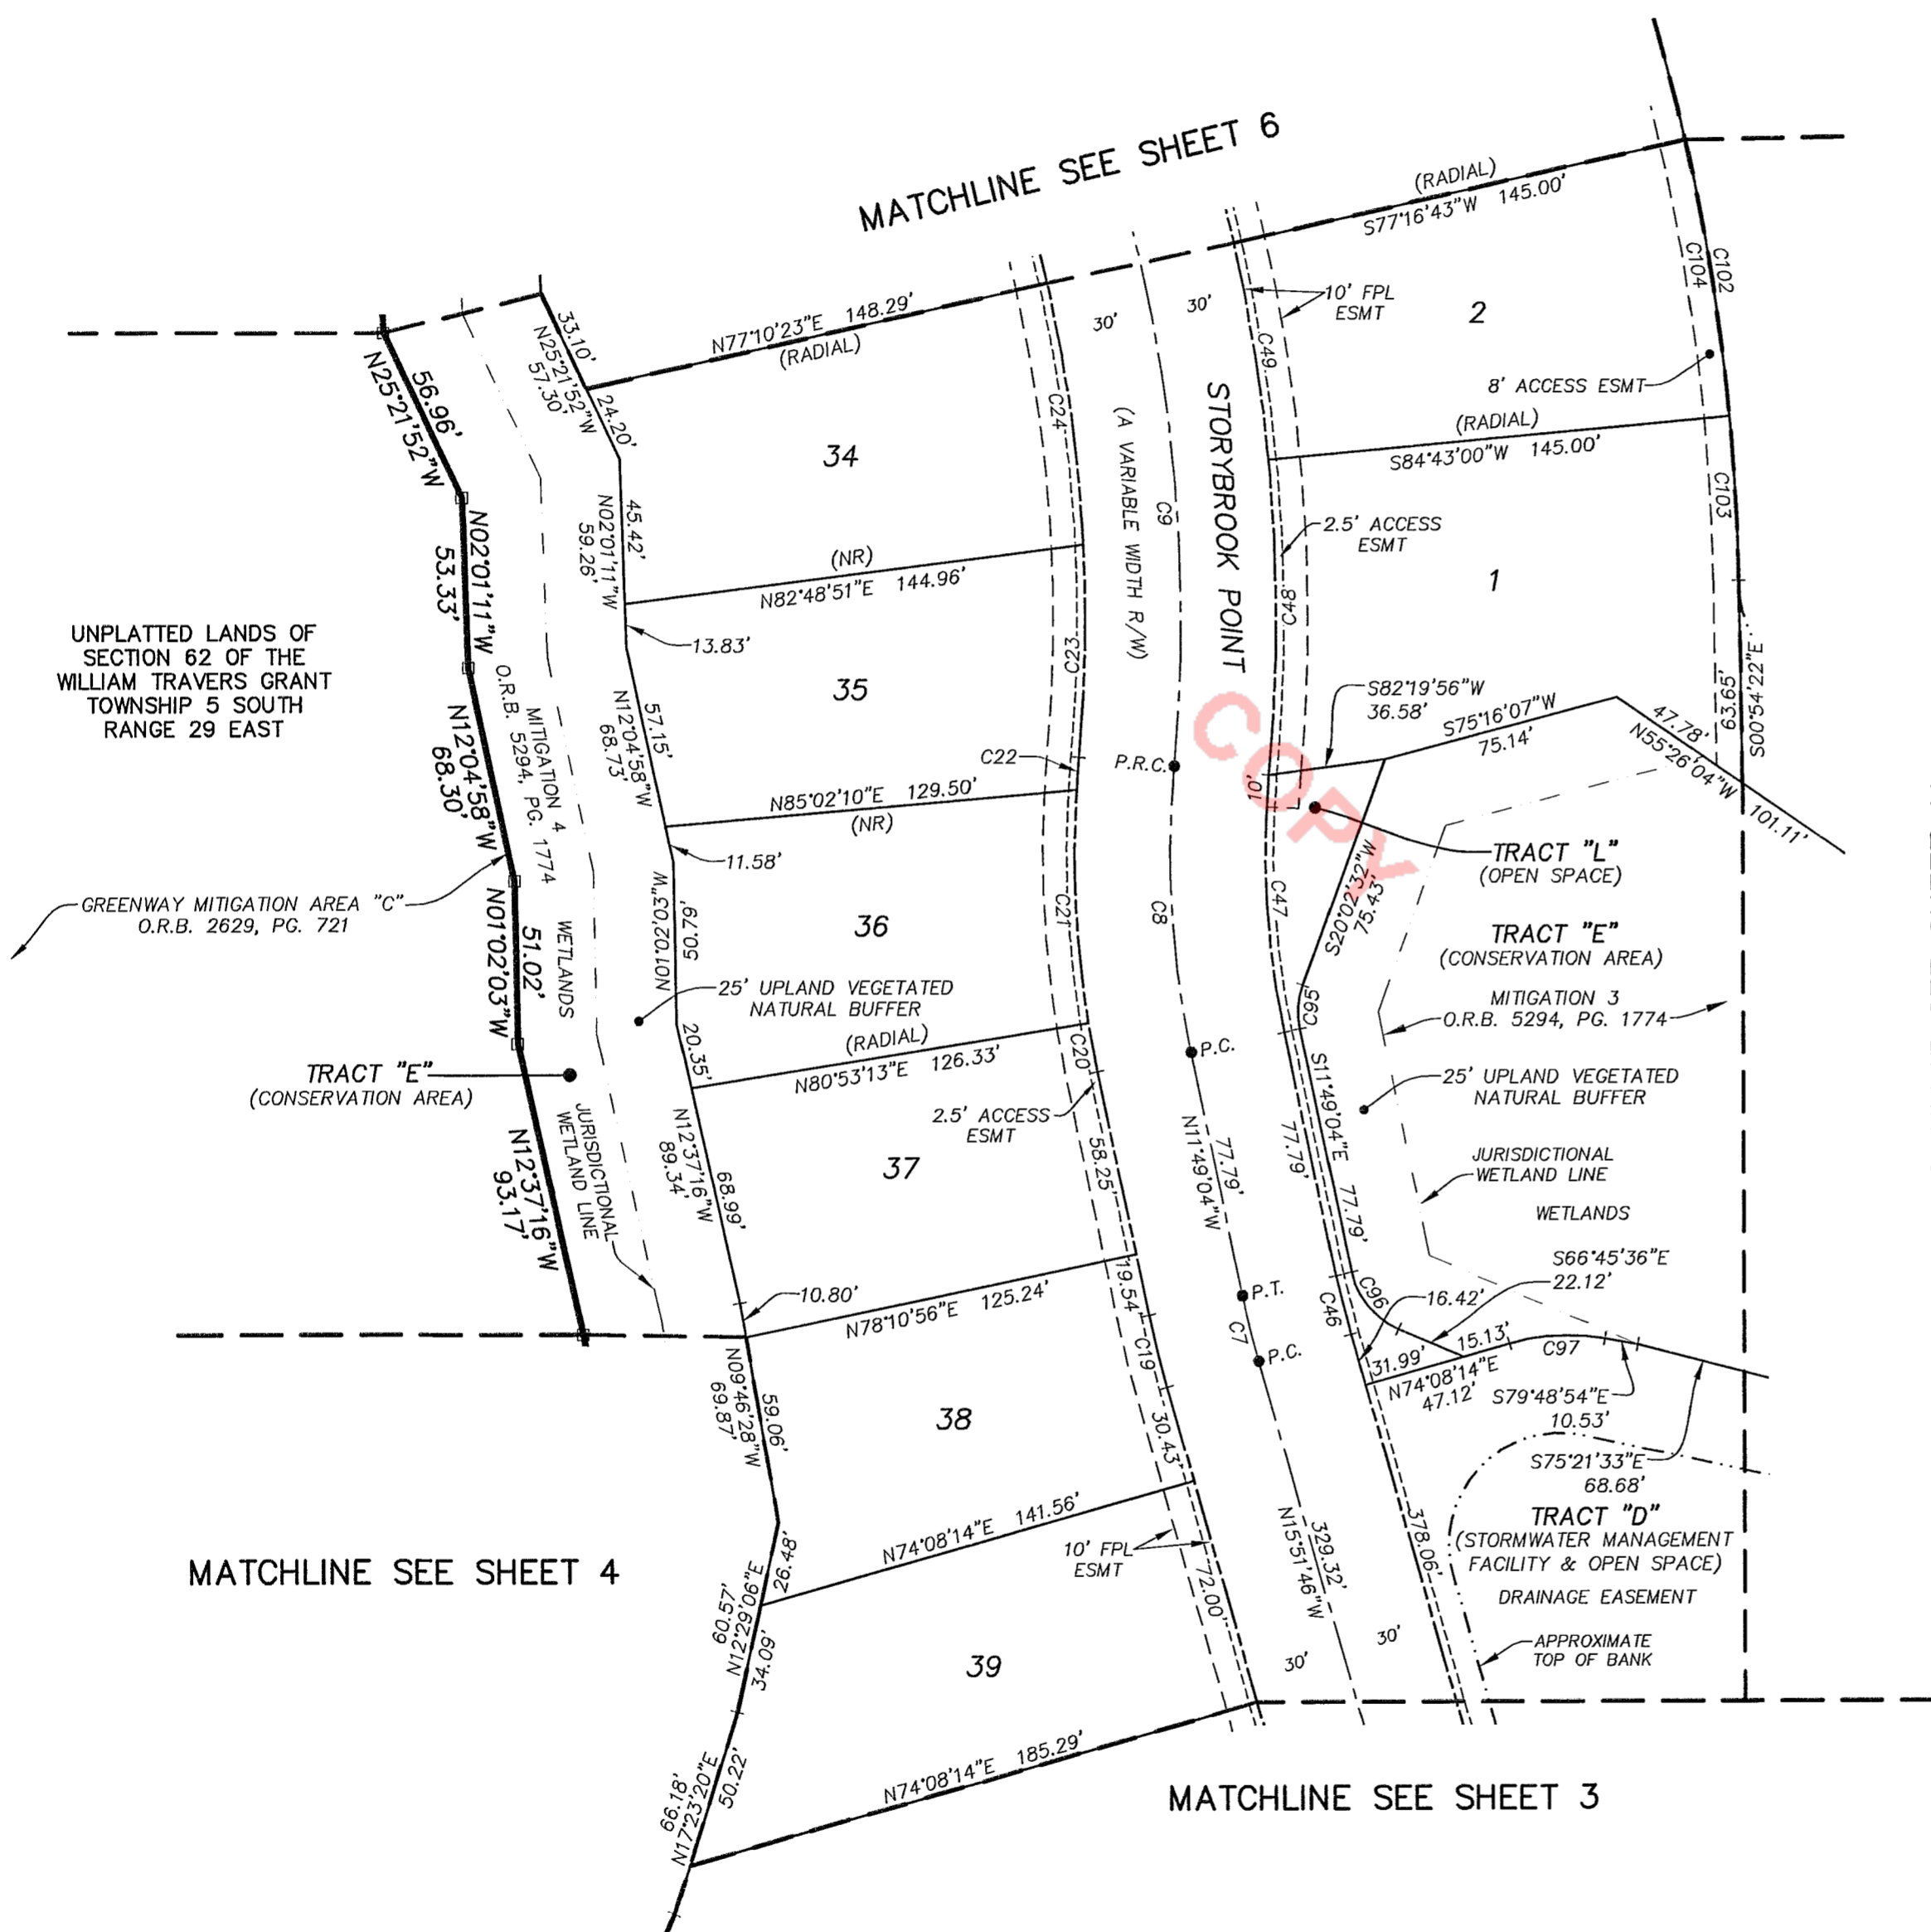 MATCHLINE SEE SHEET 6
(RADIAL)
S77°16'43"W 145.00'
C104
C102
10' FPL
ESMT
2
30'
30'
C49
8' ACCESS ESMT
(RADIAL)
S84°43'00"W 145.00'
33.10'
N25°21'52"W
57.30'
N77°10'23"E 148.29'
(RADIAL)
56.96'
N25°21'52"W
24.20'
C24
34
(A VARIABLE WIDTH R/W)
STORYBROOK POINT
C9
C103
2.5' ACCESS
ESMT
45.42'
N02°01'11"W
59.26'
N02°01'11"W
53.33'
(NR)
N82°48'51"E 144.96'
13.83'
C48
1
UNPLATTED LANDS OF
SECTION 62 OF THE
WILLIAM TRAVERS GRANT
TOWNSHIP 5 SOUTH
RANGE 29 EAST
C23
35
S82°19'56"W
36.58'
S75°16'07"W
75.14'
47.78'
N55°26'04"W
101.11'
63.65'
S00°54'22"E
MITIGATION 4
O.R.B. 5294, PG. 1774
57.15'
N12°04'58"W
68.73'
N12°04'58"W
68.30'
C22
P.R.C.
10'
COPY
N85°02'10"E 129.50'
(NR)
11.58'
TRACT "L"
(OPEN SPACE)
S20°02'32"W
75.43'
GREENWAY MITIGATION AREA "C"
O.R.B. 2629, PG. 721
WETLANDS
50.79'
N01°02'03"W
51.02'
N01°02'03"W
36
C21
C8
C47
TRACT "E"
(CONSERVATION AREA)
25' UPLAND VEGETATED
NATURAL BUFFER
MITIGATION 3
O.R.B. 5294, PG. 1774
C95
20.35'
(RADIAL)
N80°53'13"E 126.33'
C20
P.C.
TRACT "E"
(CONSERVATION AREA)
25' UPLAND VEGETATED
NATURAL BUFFER
2.5' ACCESS
ESMT
JURISDICTIONAL
WETLAND LINE
N12°37'16"W
93.17'
N12°37'16"W
89.34'
68.99'
37
58.25'
77.79'
N11°49'04"W
77.79'
S11°49'04"E 77.79'
JURISDICTIONAL
WETLAND LINE
WETLANDS
S66°45'36"E
22.12'
10.80'
N78°10'56"E 125.24'
19.54'
P.T.
C7
P.C.
C46
C96
16.42'
C19
31.99'
15.13'
N74°08'14"E
47.12'
C97
S79°48'54"E
10.53'
59.06'
N09°46'28"W
69.87'
38
30.43'
S75°21'33"E
68.68'
TRACT "D"
(STORMWATER MANAGEMENT
FACILITY & OPEN SPACE)
DRAINAGE EASEMENT
N74°08'14"E 141.56'
26.48'
10' FPL
ESMT
329.32'
N15°51'46"W
378.06'
MATCHLINE SEE SHEET 4
60.57'
N12°29'06"E
34.09'
72.00'
39
30'
30'
APPROXIMATE
TOP OF BANK
N74°08'14"E 185.29'
66.18'
N17°23'20"E
50.22'
MATCHLINE SEE SHEET 3